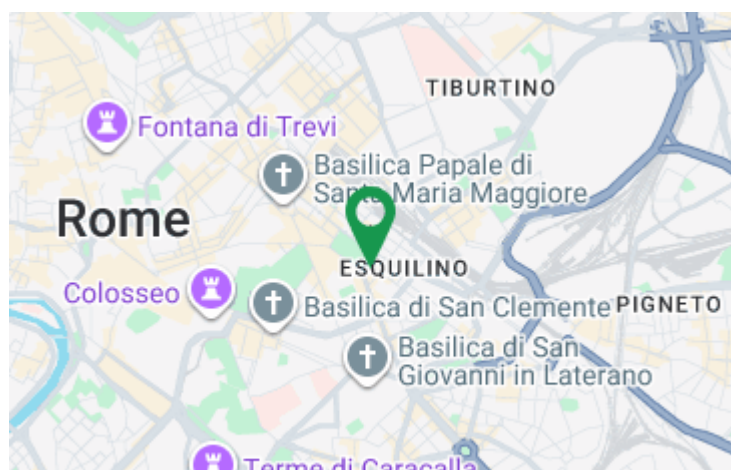 TIBURTINO
Fontana di Trevi
Basilica Papale di
Santa Maria Maggiore
Rome
ESQUILINO
Colosseo
Basilica di San Clemente
PIGNETO
Basilica di San
Giovanni in Laterano
Terme di Caracalla